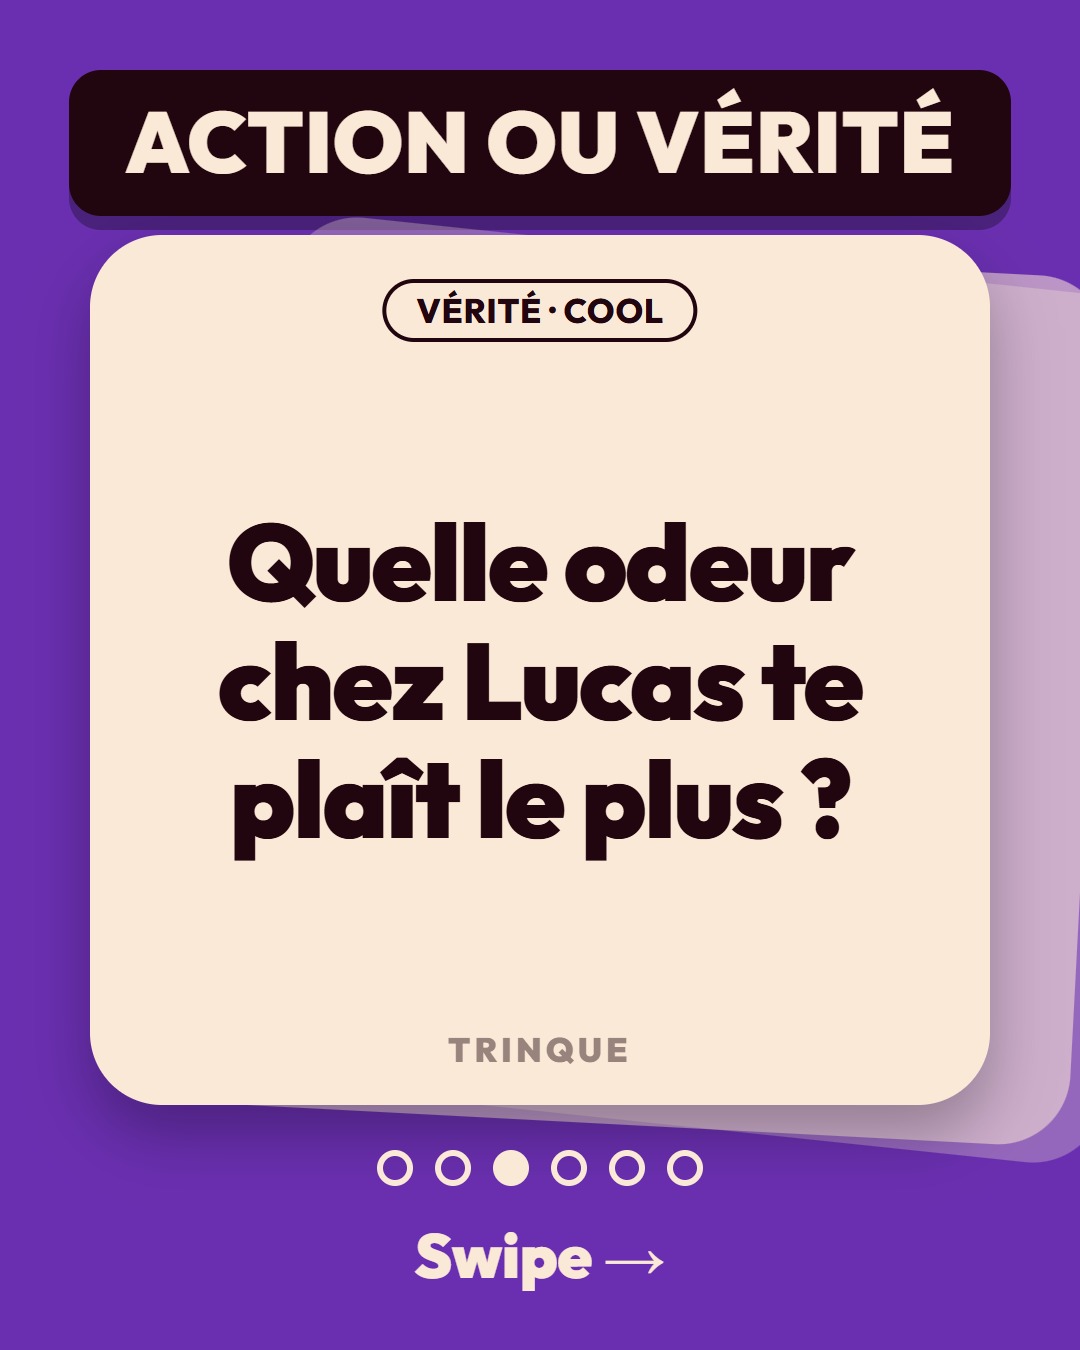 ACTION OU VÉRITÉ
VÉRITÉ · COOL
Quelle odeur
chez Lucas te
plaît le plus ?
TRINQUE
Swipe →